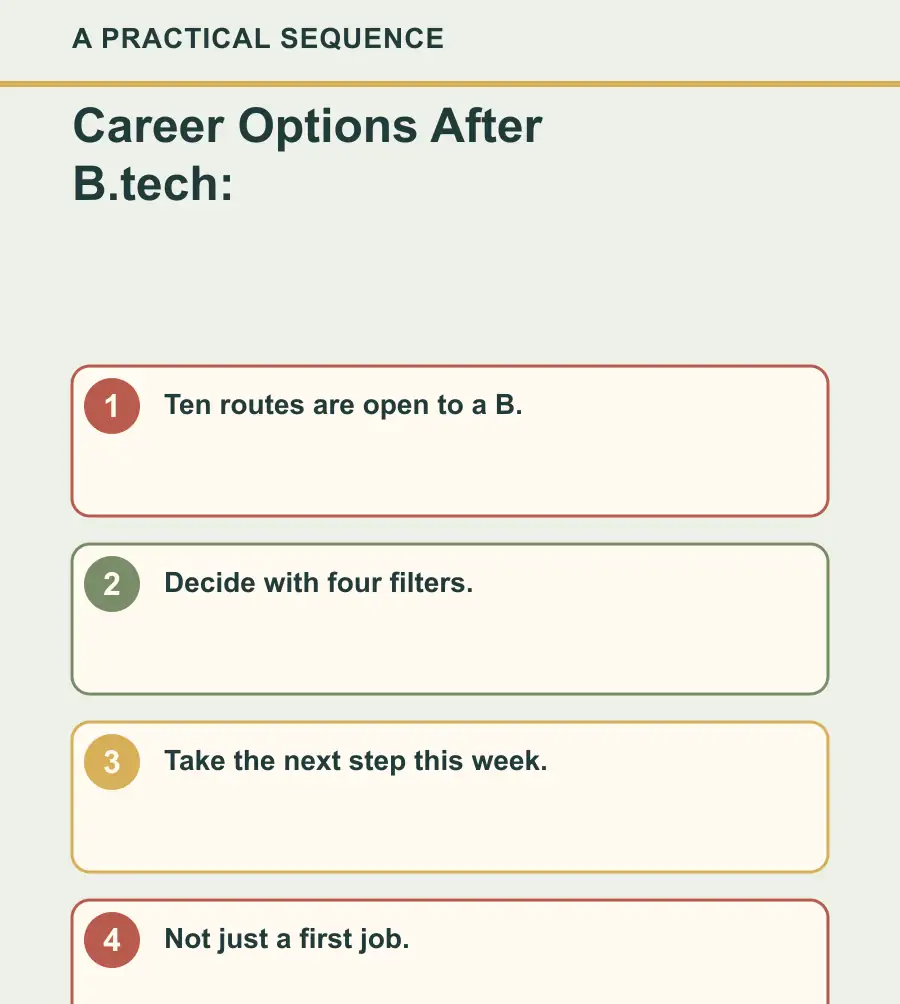 A PRACTICAL SEQUENCE
Career Options After
B.tech:
1
Ten routes are open to a B.
2
Decide with four filters.
3
Take the next step this week.
4
Not just a first job.